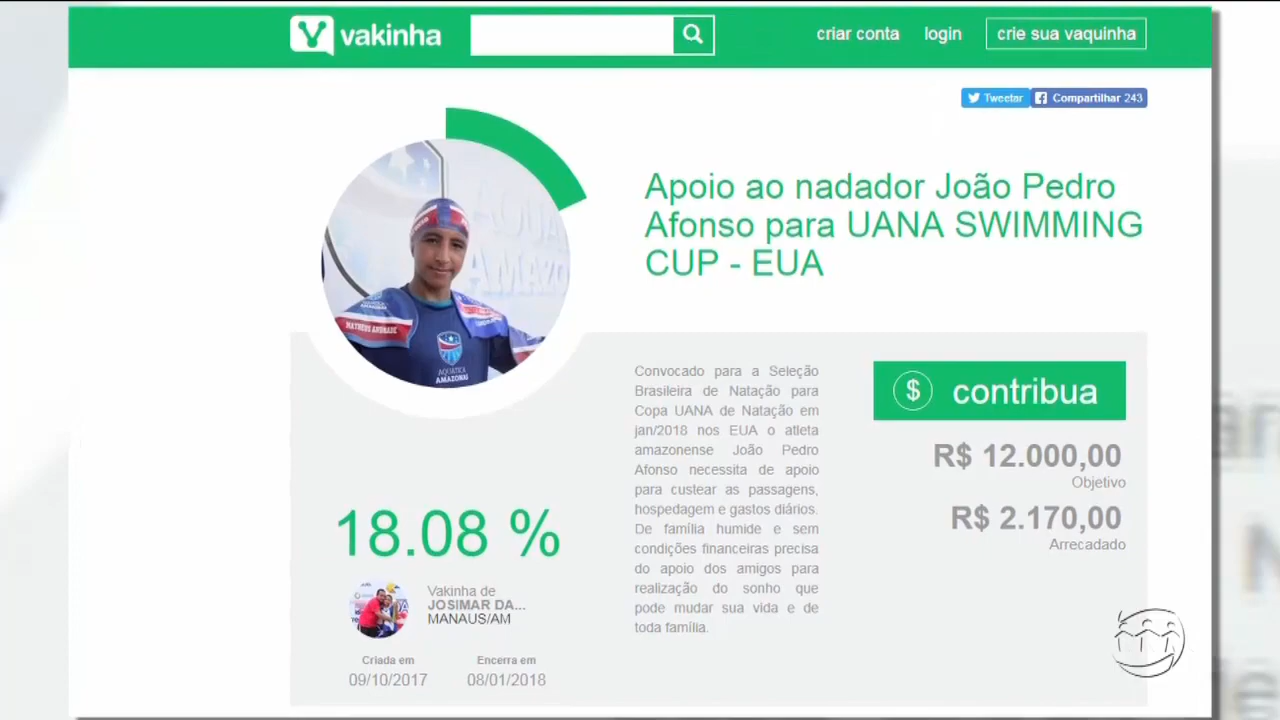 vakinha
criar conta
login
crie sua vaquinha
Tweetar
Compartilhar 243
Apoio ao nadador João Pedro
Afonso para UANA SWIMMING
CUP - EUA
MATHEUS ANDRADE
AQUÁTICA
AMAZONAS
Convocado para a Seleção
Brasileira de Natação para
Copa UANA de Natação em
jan/2018 nos EUA o atleta
amazonense João Pedro
Afonso necessita de apoio
para custear as passagens,
hospedagem e gastos diários.
De família humide e sem
condições financeiras precisa
do apoio dos amigos para
realização do sonho que
pode mudar sua vida e de
toda família.
$ contribua
R$ 12.000,00
Objetivo
R$ 2.170,00
Arrecadado
18.08 %
Vakinha de
JOSIMAR DA...
MANAUS/AM
Criada em
09/10/2017
Encerra em
08/01/2018